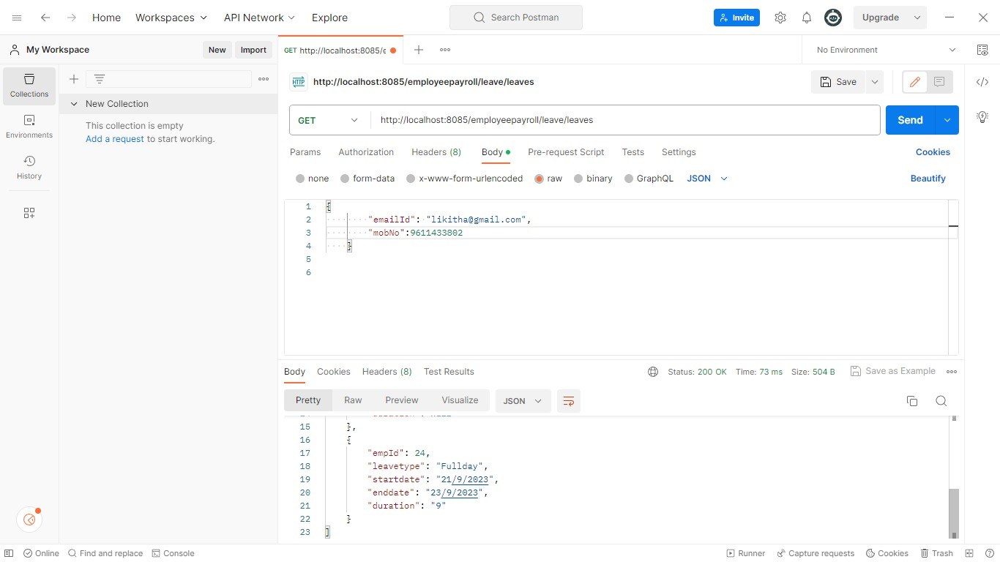 Home Workspaces API Network Explore Search Postman Invite Upgrade
My Workspace New Import GET http://localhost:8085/e No Environment
Collections
Environments
History
New Collection
This collection is empty
Add a request to start working.
HTTP http://localhost:8085/employeepayroll/leave/leaves Save
GET http://localhost:8085/employeepayroll/leave/leaves Send
Params Authorization Headers (8) Body Pre-request Script Tests Settings Cookies
none form-data x-www-form-urlencoded raw binary GraphQL JSON Beautify
1 {
2 "emailId": "likitha@gmail.com",
3 "mobNo":9611433802
4 }
5
6
Body Cookies Headers (8) Test Results Status: 200 OK Time: 73 ms Size: 504 B Save as Example
Pretty Raw Preview Visualize JSON
15 },
16 {
17 "empId": 24,
18 "leavetype": "Fullday",
19 "startdate": "21/9/2023",
20 "enddate": "23/9/2023",
21 "duration": "9"
22 }
23 ]
Online Find and replace Console Runner Capture requests Cookies Trash